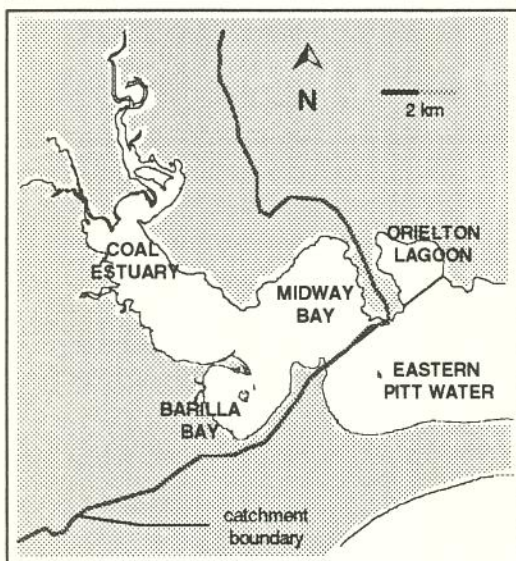 N
2 km
COAL
ESTUARY
ORIELTON
LAGOON
MIDWAY
BAY
EASTERN
PITT WATER
BARILLA
BAY
catchment
boundary